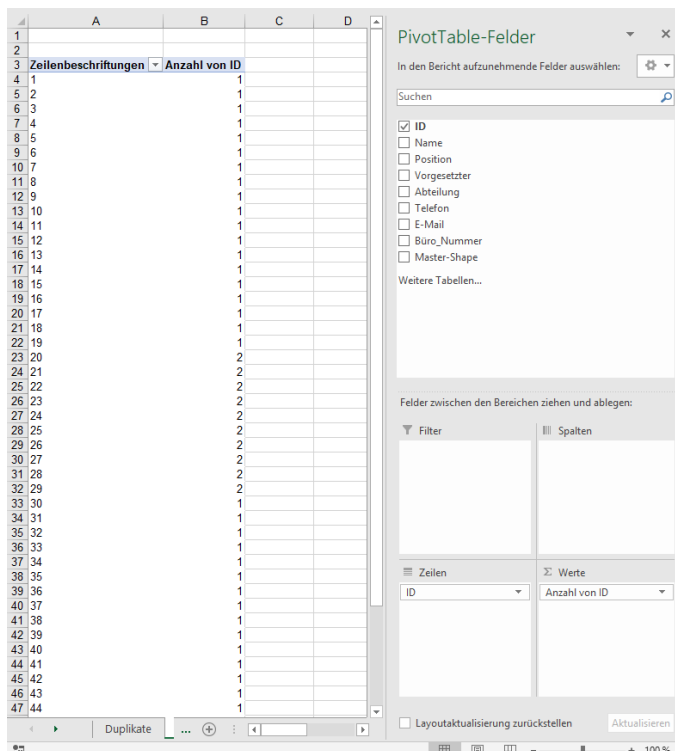 A B C D
1
2
3 Zeilenbeschriftungen Anzahl von ID
4 1 1
5 2 1
6 3 1
7 4 1
8 5 1
9 6 1
10 7 1
11 8 1
12 9 1
13 10 1
14 11 1
15 12 1
16 13 1
17 14 1
18 15 1
19 16 1
20 17 1
21 18 1
22 19 1
23 20 2
24 21 2
25 22 2
26 23 2
27 24 2
28 25 2
29 26 2
30 27 2
31 28 2
32 29 2
33 30 1
34 31 1
35 32 1
36 33 1
37 34 1
38 35 1
39 36 1
40 37 1
41 38 1
42 39 1
43 40 1
44 41 1
45 42 1
46 43 1
47 44 1
Duplikate ...
PivotTable-Felder
In den Bericht aufzunehmende Felder auswählen:
Suchen
ID
Name
Position
Vorgesetzter
Abteilung
Telefon
E-Mail
Büro_Nummer
Master-Shape
Weitere Tabellen...
Felder zwischen den Bereichen ziehen und ablegen:
Filter
Spalten
Zeilen
Σ Werte
ID
Anzahl von ID
Layoutaktualisierung zurückstellen
Aktualisieren
100 %